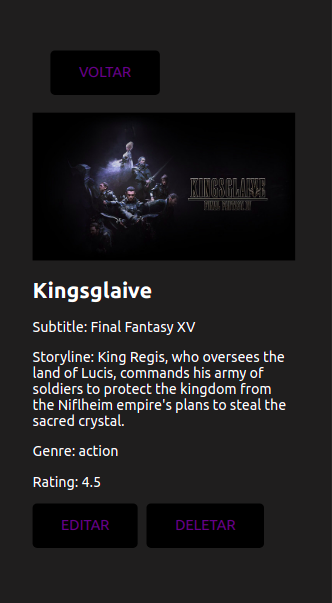 VOLTAR
KINGSGLAIVE
FINAL FANTASY XV
Kingsglaive
Subtitle: Final Fantasy XV
Storyline: King Regis, who oversees the
land of Lucis, commands his army of
soldiers to protect the kingdom from
the Niflheim empire's plans to steal the
sacred crystal.
Genre: action
Rating: 4.5
EDITAR DELETAR